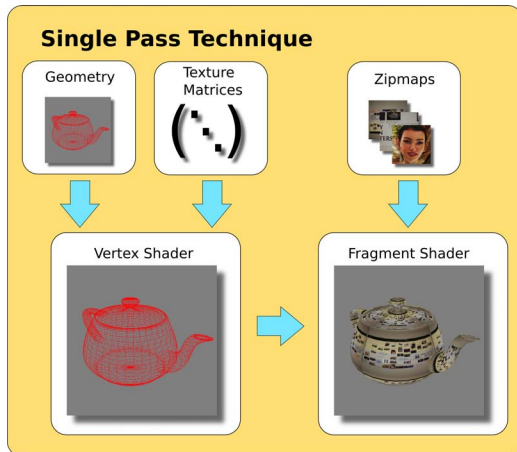 Single Pass Technique
Geometry
Texture
Matrices
Zipmaps
Vertex Shader
Fragment Shader